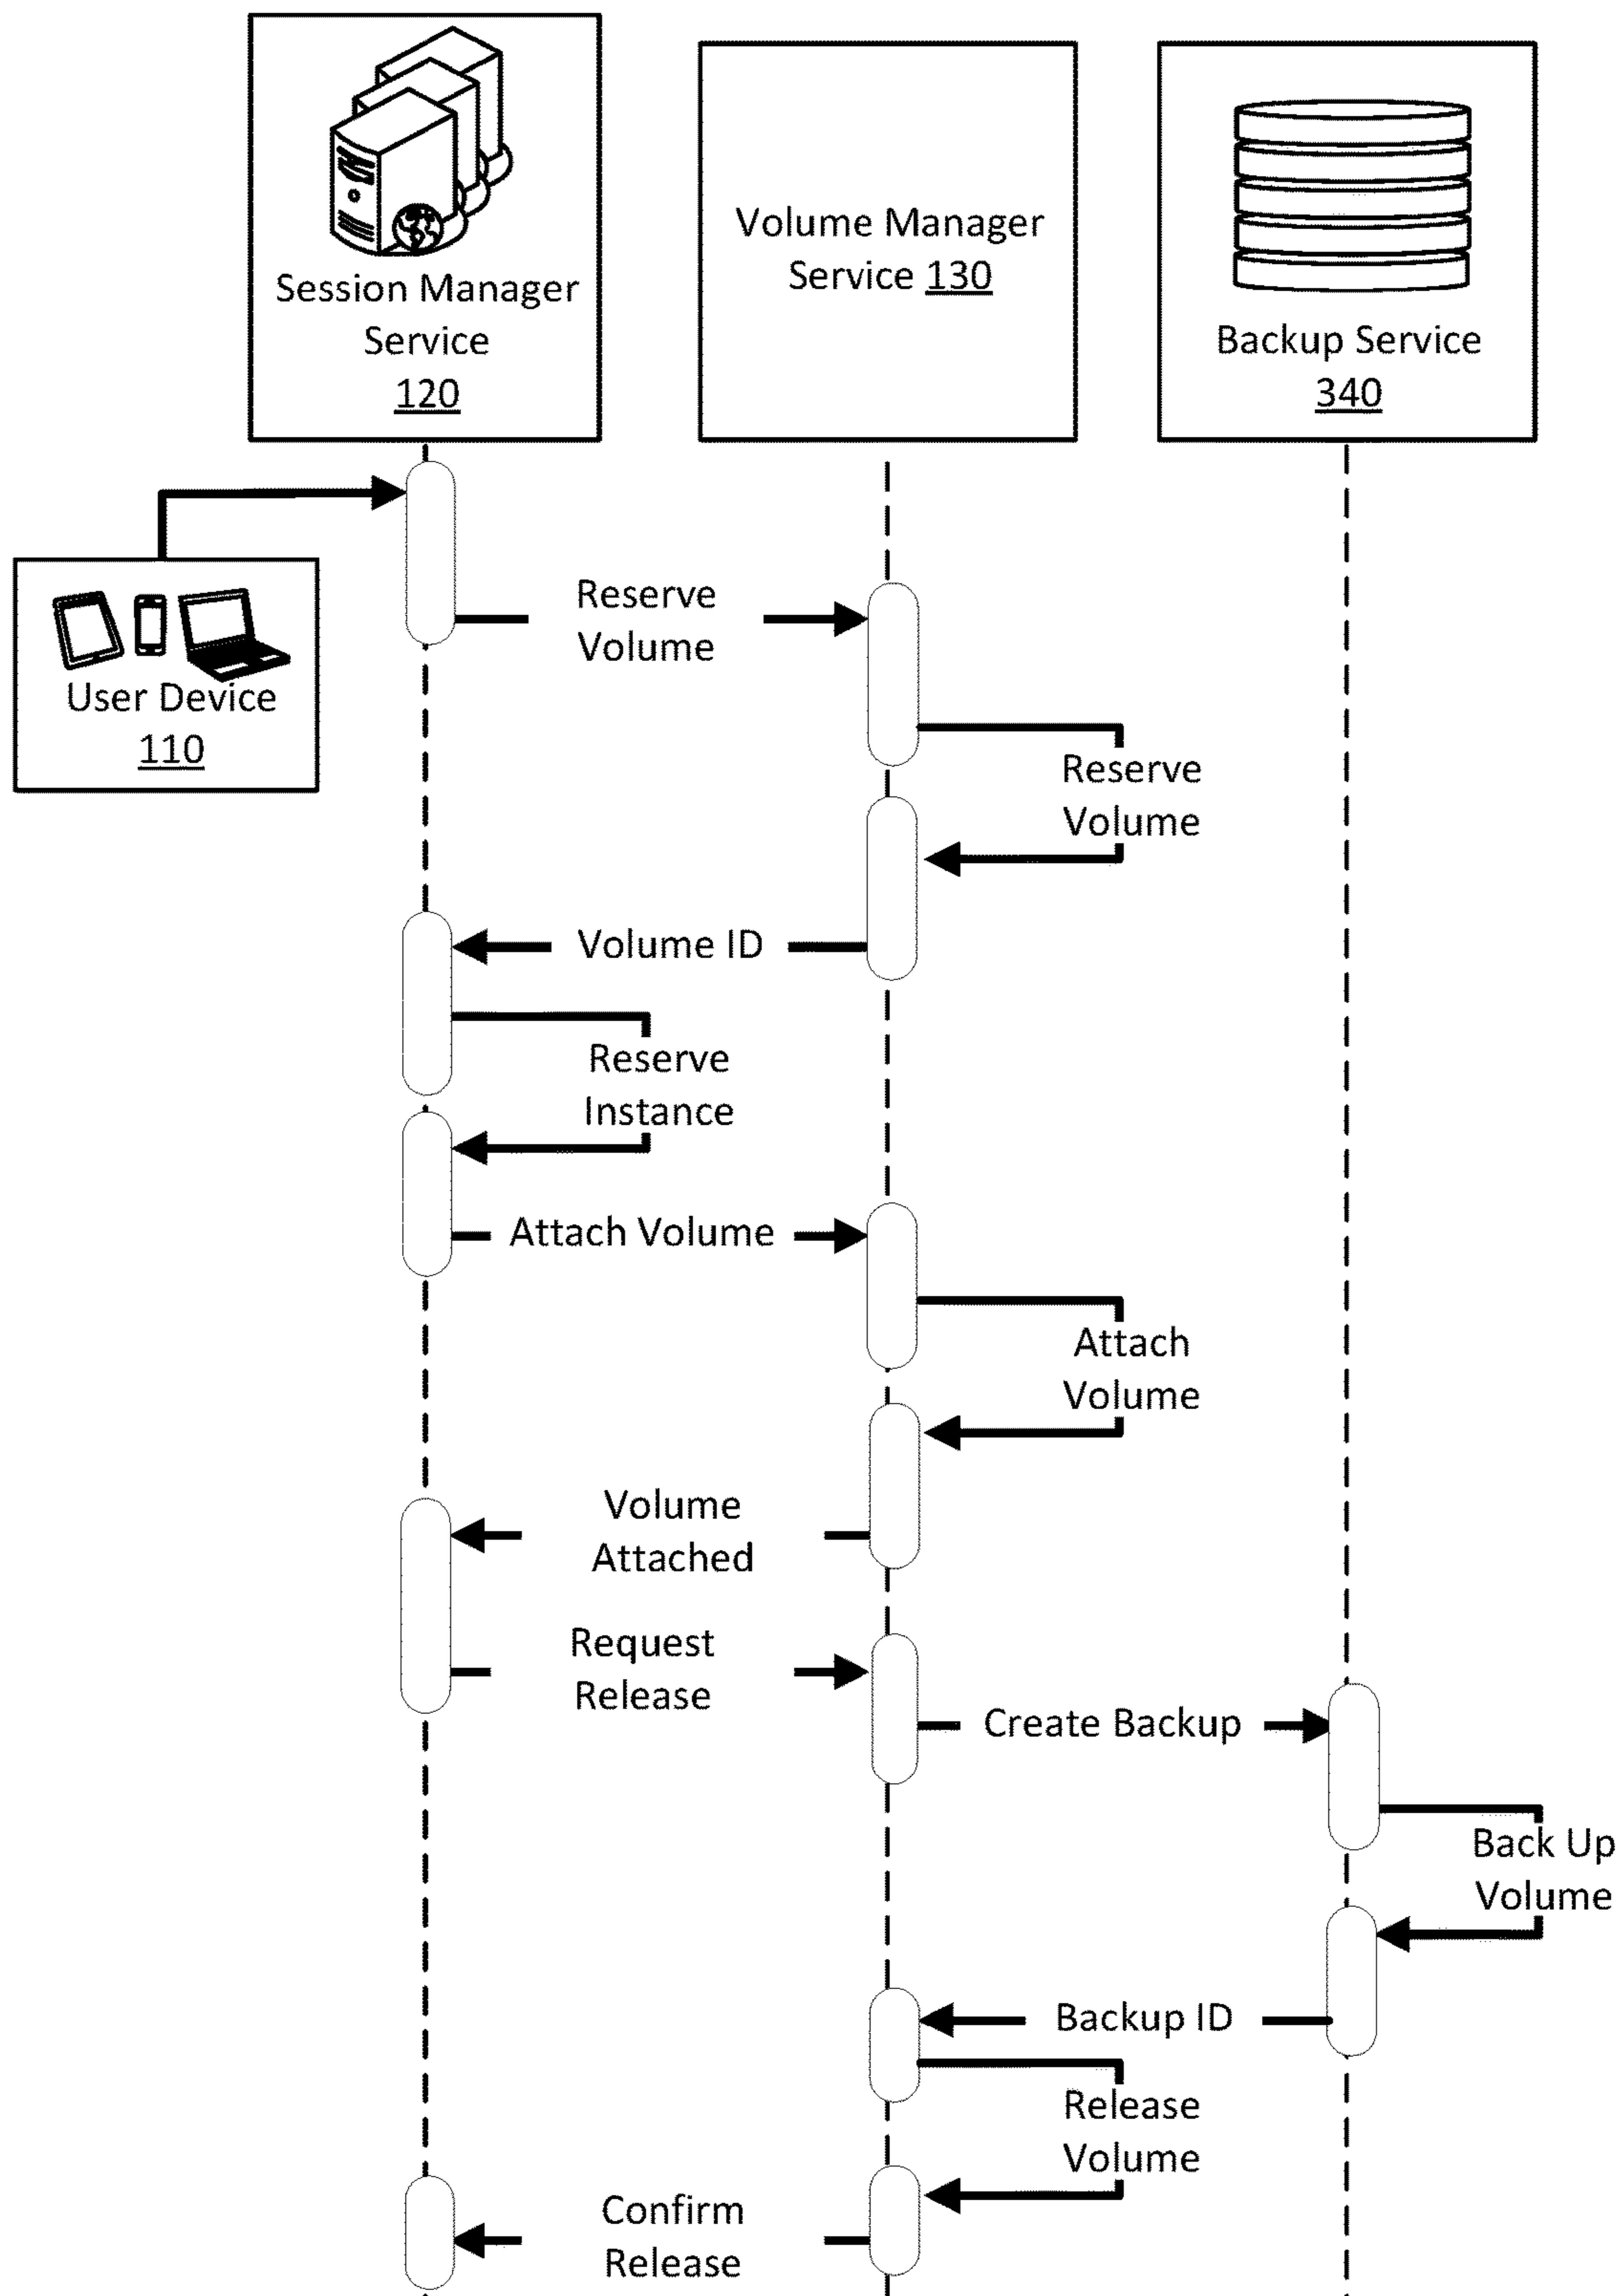 Session Manager
Service
120
Volume Manager
Service 130
Backup Service
340
User Device
110
Reserve
Volume
Reserve
Volume
Volume ID
Reserve
Instance
Attach Volume
Attach
Volume
Volume
Attached
Request
Release
Create Backup
Back Up
Volume
Backup ID
Release
Volume
Confirm
Release